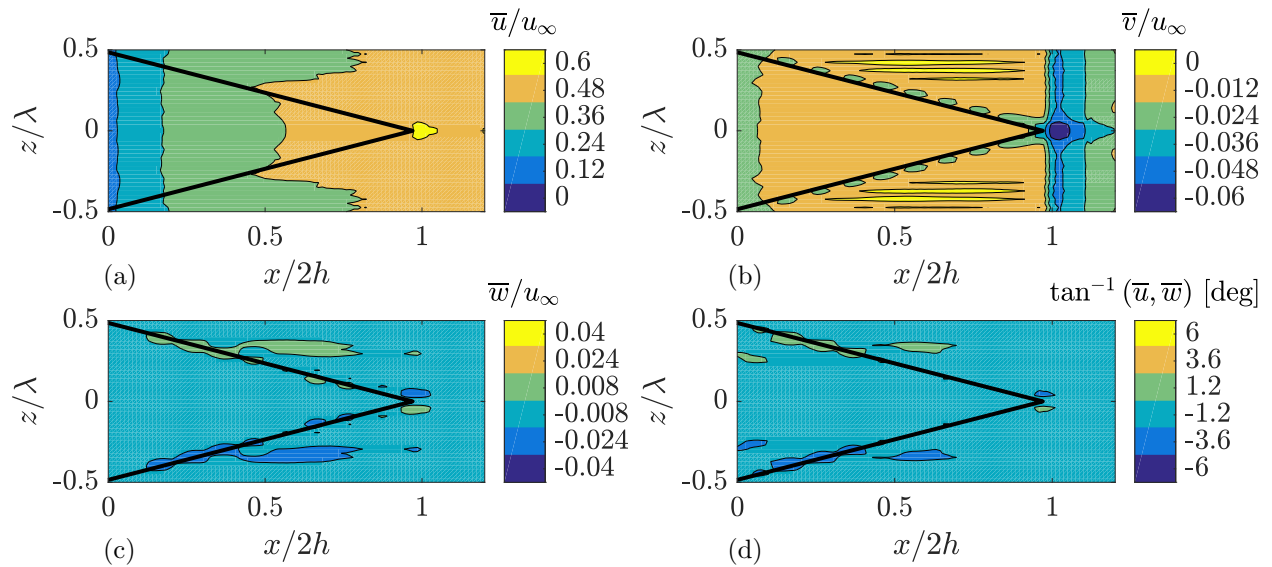 u̅/u∞
0.5
0
-0.5
z/λ
0 0.5 1
x/2h
(a)
0.6
0.48
0.36
0.24
0.12
0
v̅/u∞
0.5
0
-0.5
z/λ
0 0.5 1
x/2h
(b)
0
-0.012
-0.024
-0.036
-0.048
-0.06
w̅/u∞
0.5
0
-0.5
z/λ
0 0.5 1
x/2h
(c)
0.04
0.024
0.008
-0.008
-0.024
-0.04
tan⁻¹ (u̅, w̅) [deg]
0.5
0
-0.5
z/λ
0 0.5 1
x/2h
(d)
6
3.6
1.2
-1.2
-3.6
-6